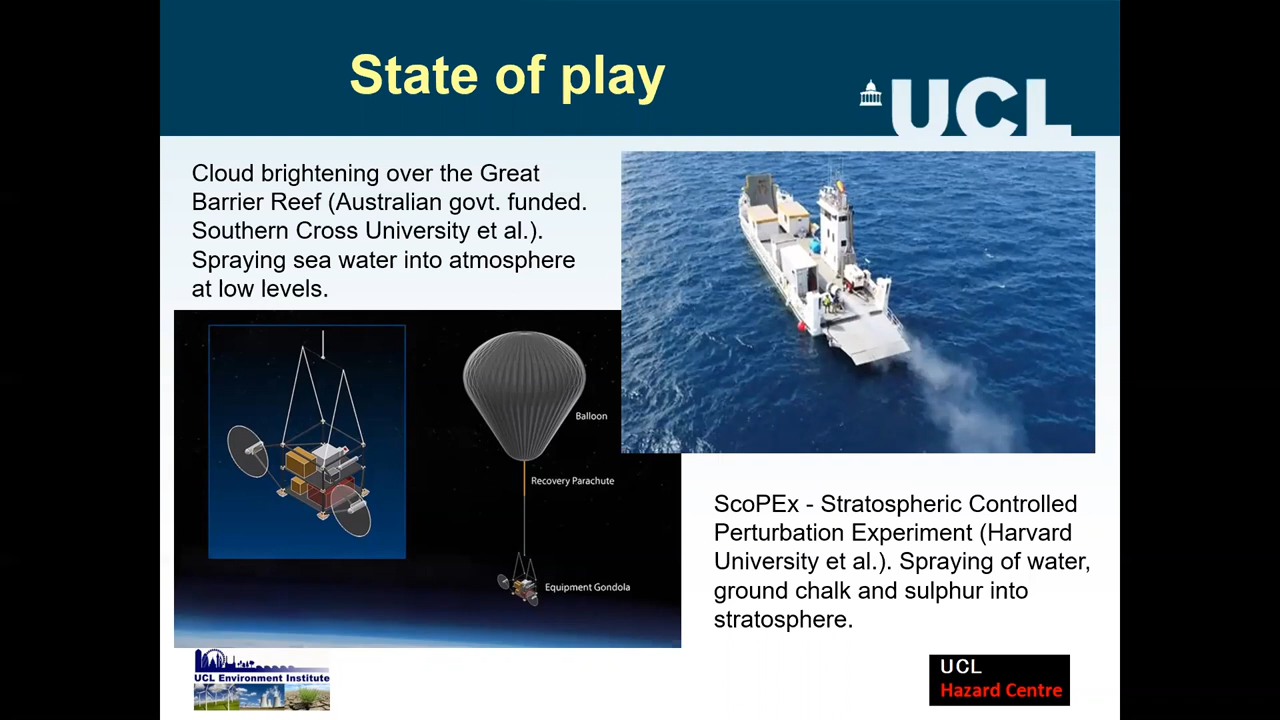 State of play
UCL
Cloud brightening over the Great
Barrier Reef (Australian govt. funded.
Southern Cross University et al.).
Spraying sea water into atmosphere
at low levels.
Balloon
Recovery Parachute
Equipment Gondola
ScoPEx - Stratospheric Controlled
Perturbation Experiment (Harvard
University et al.). Spraying of water,
ground chalk and sulphur into
stratosphere.
UCL Environment Institute
UCL
Hazard Centre